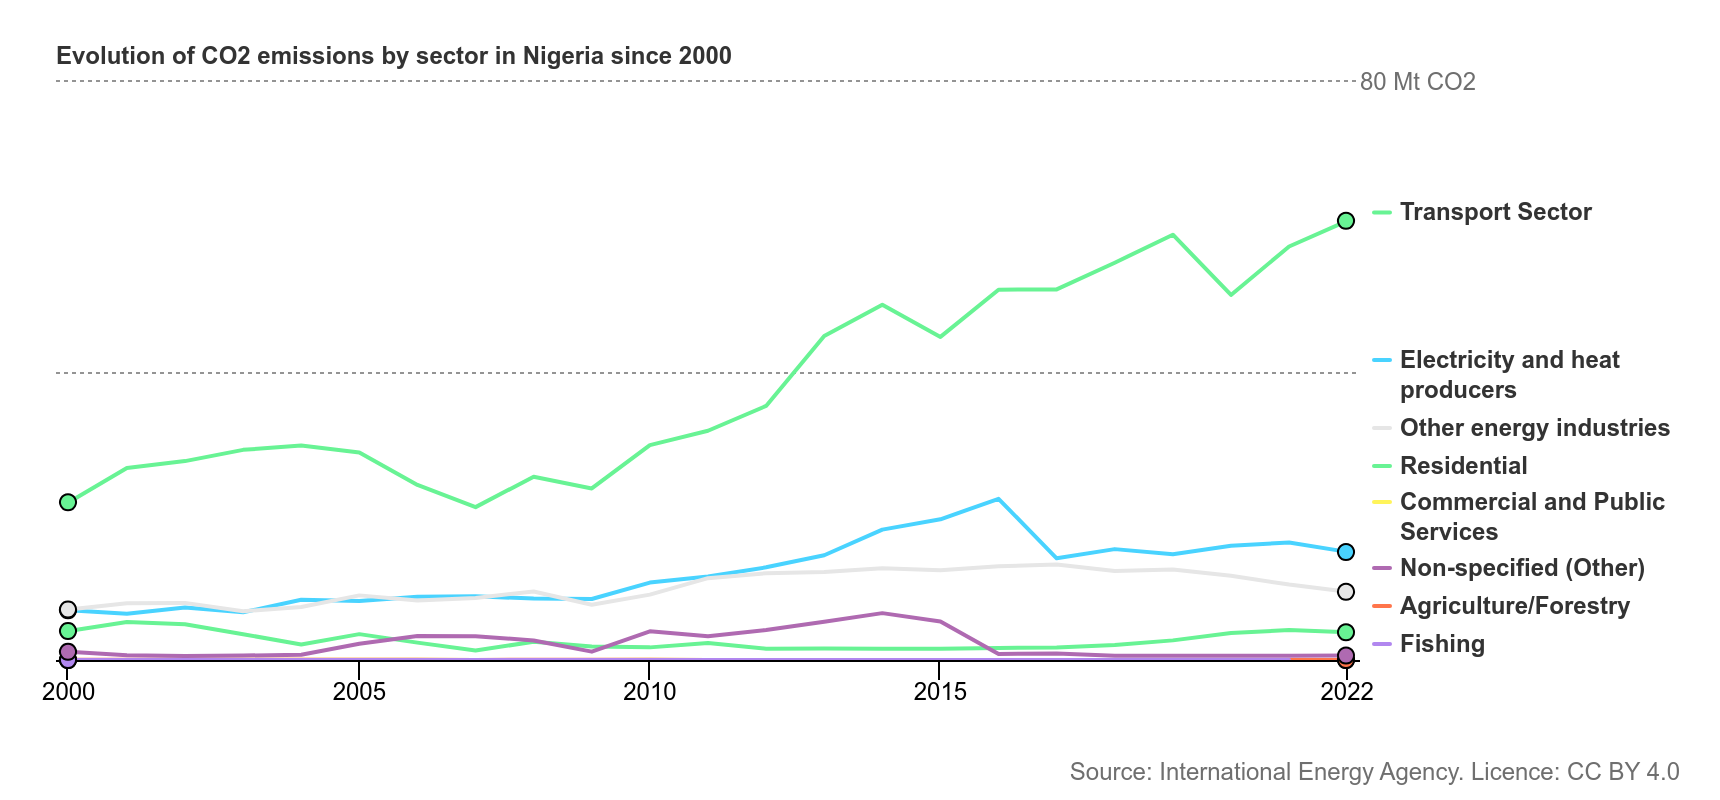 Evolution of CO2 emissions by sector in Nigeria since 2000
80 Mt CO2
Transport Sector
Electricity and heat
producers
Other energy industries
Residential
Commercial and Public
Services
Non-specified (Other)
Agriculture/Forestry
Fishing
2000 2005 2010 2015 2022
Source: International Energy Agency. Licence: CC BY 4.0